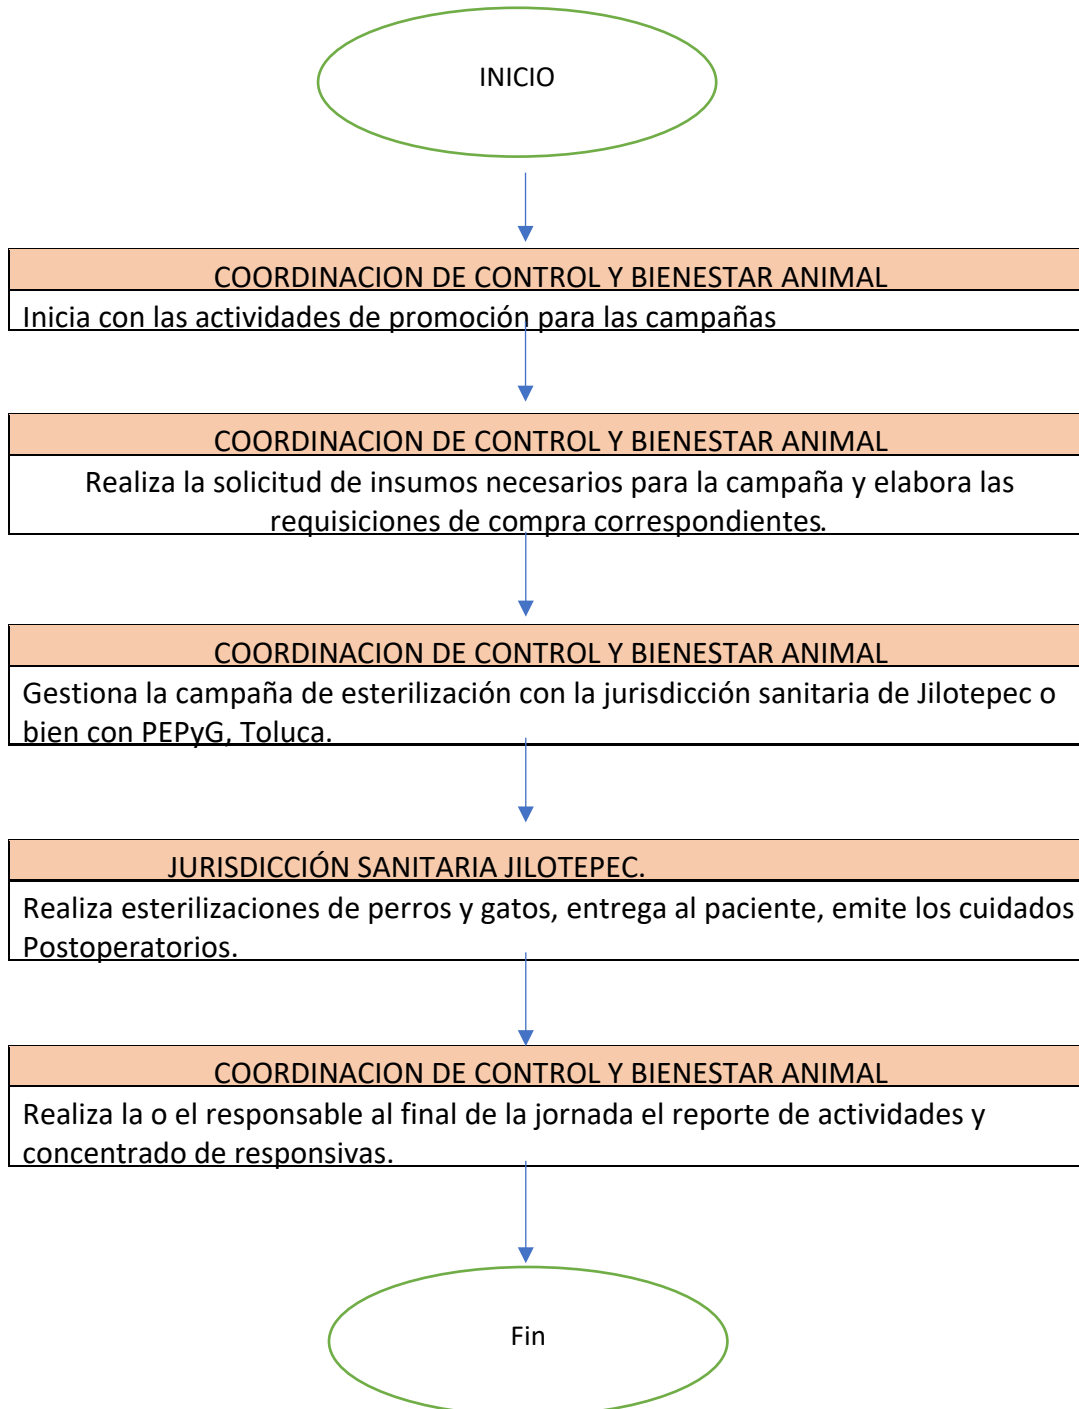 INICIO
COORDINACION DE CONTROL Y BIENESTAR ANIMAL
Inicia con las actividades de promoción para las campañas
COORDINACION DE CONTROL Y BIENESTAR ANIMAL
Realiza la solicitud de insumos necesarios para la campaña y elabora las
requisiciones de compra correspondientes.
COORDINACION DE CONTROL Y BIENESTAR ANIMAL
Gestiona la campaña de esterilización con la jurisdicción sanitaria de Jilotepec o
bien con PEPyG, Toluca.
JURISDICCIÓN SANITARIA JILOTEPEC.
Realiza esterilizaciones de perros y gatos, entrega al paciente, emite los cuidados
Postoperatorios.
COORDINACION DE CONTROL Y BIENESTAR ANIMAL
Realiza la o el responsable al final de la jornada el reporte de actividades y
concentrado de responsivas.
Fin